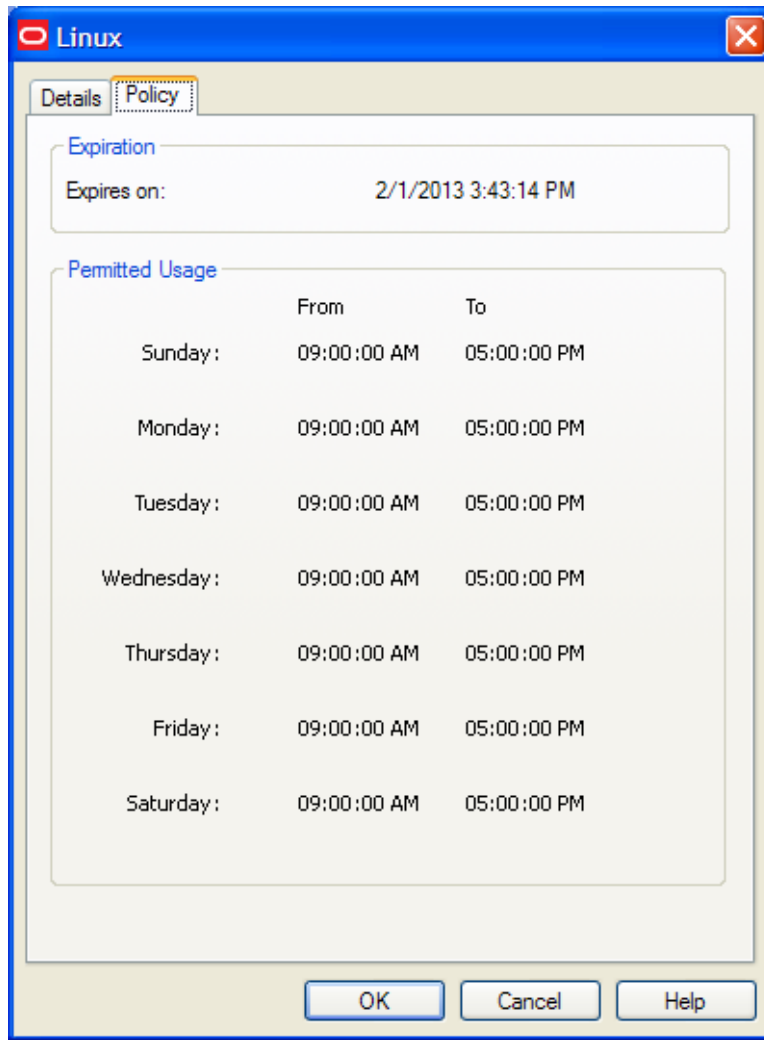 Linux
Details Policy
Expiration
Expires on: 2/1/2013 3:43:14 PM
Permitted Usage
From To
Sunday: 09:00:00 AM 05:00:00 PM
Monday: 09:00:00 AM 05:00:00 PM
Tuesday: 09:00:00 AM 05:00:00 PM
Wednesday: 09:00:00 AM 05:00:00 PM
Thursday: 09:00:00 AM 05:00:00 PM
Friday: 09:00:00 AM 05:00:00 PM
Saturday: 09:00:00 AM 05:00:00 PM
OK Cancel Help